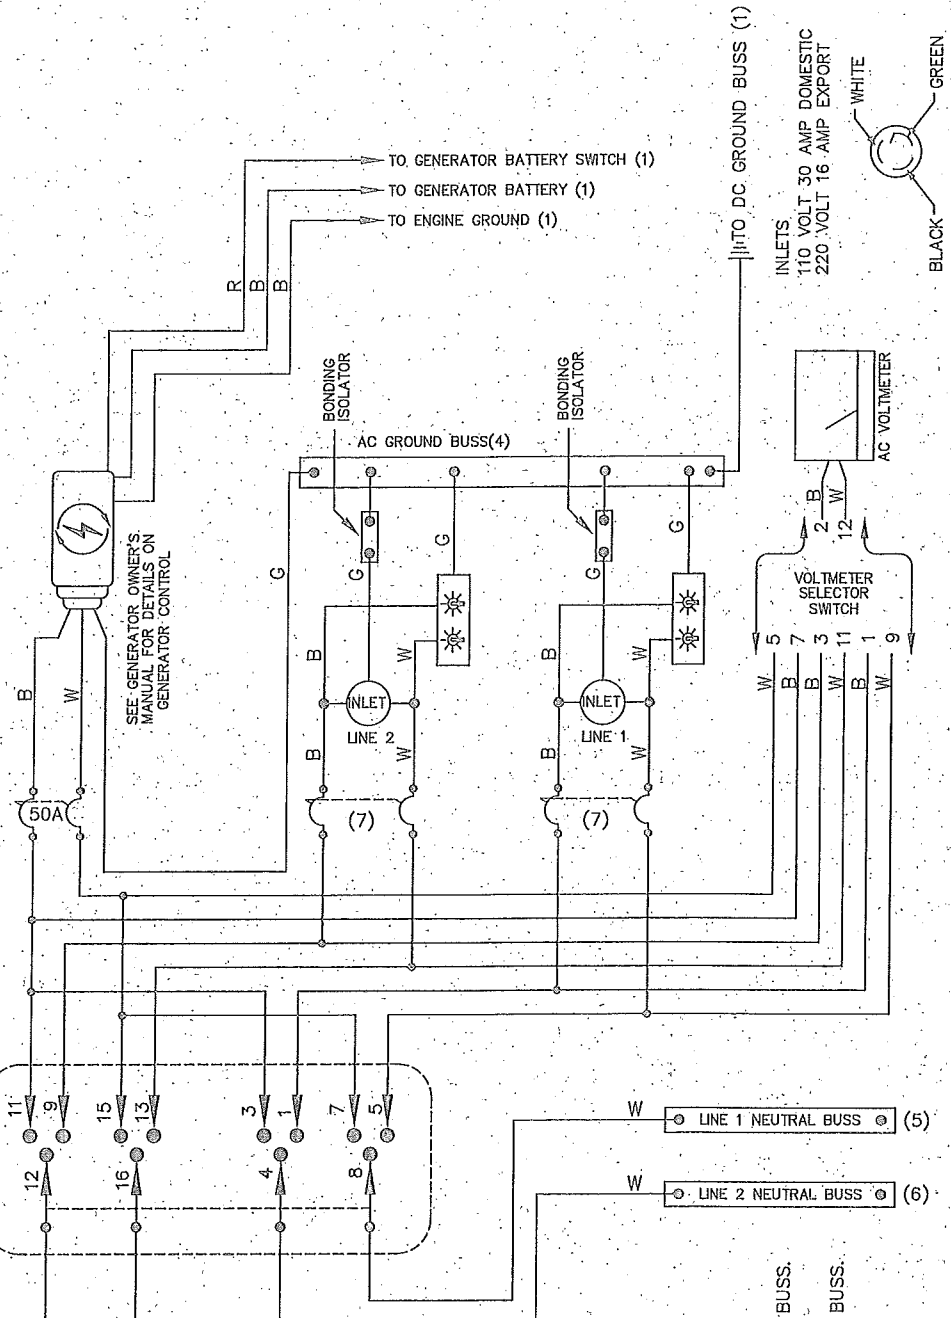 TO GENERATOR BATTERY SWITCH (1)
TO GENERATOR BATTERY (1)
TO ENGINE GROUND (1)
R
B
B
TO DC GROUND BUSS (1)
INLETS
110 VOLT 30 AMP DOMESTIC
220 VOLT 16 AMP EXPORT
WHITE
BLACK
GREEN
BONDING
ISOLATOR
BONDING
ISOLATOR
AC GROUND BUSS(4)
SEE GENERATOR OWNER'S
MANUAL FOR DETAILS ON
GENERATOR CONTROL
B
W
50A
G
G
G
B
W
INLET
LINE 2
B
W
(7)
G
G
B
W
INLET
LINE 1
B
W
(7)
AC VOLTMETER
B
W
2
12
VOLTMETER
SELECTOR
SWITCH
W 5
B 7
B 3
W 11
B 1
W 9
11
9
15
13
3
1
7
5
12
16
4
8
W
LINE 1 NEUTRAL BUSS
(5)
W
LINE 2 NEUTRAL BUSS
(6)
BUSS.
BUSS.